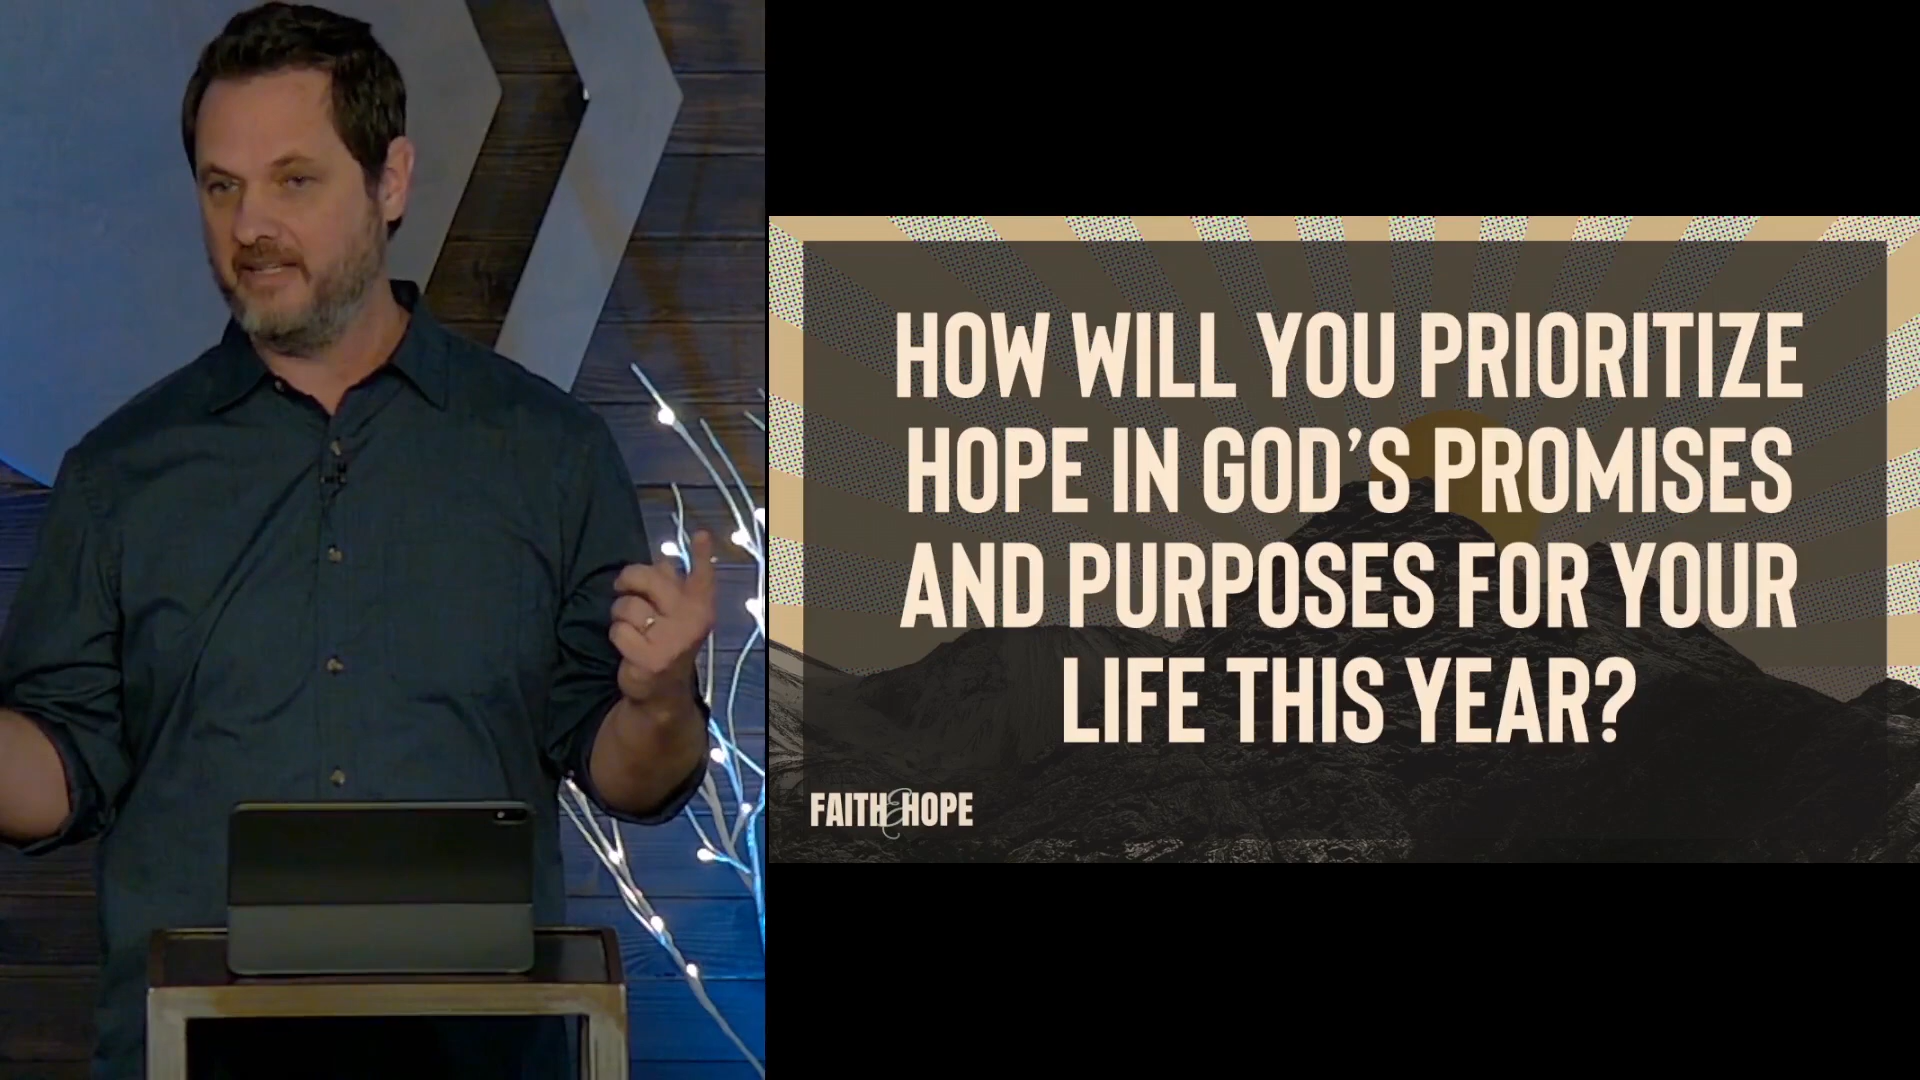 HOW WILL YOU PRIORITIZE
HOPE IN GOD'S PROMISES
AND PURPOSES FOR YOUR
LIFE THIS YEAR?
FAITH & HOPE